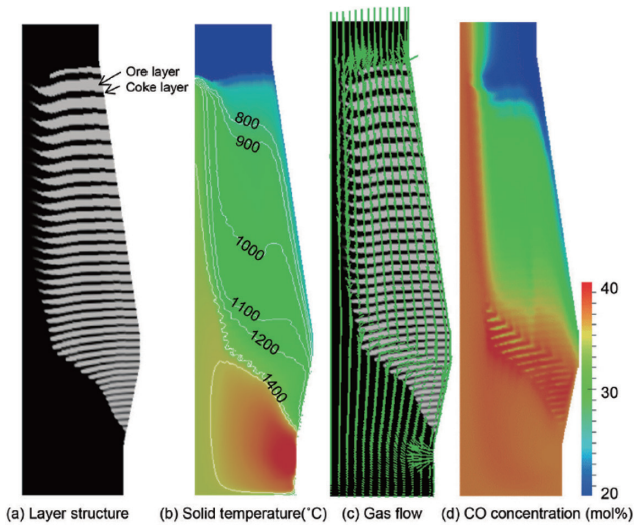 Ore layer
Coke layer
800
900
1000
1100
1200
1400
40
30
20
(a) Layer structure
(b) Solid temperature(°C)
(c) Gas flow
(d) CO concentration (mol%)